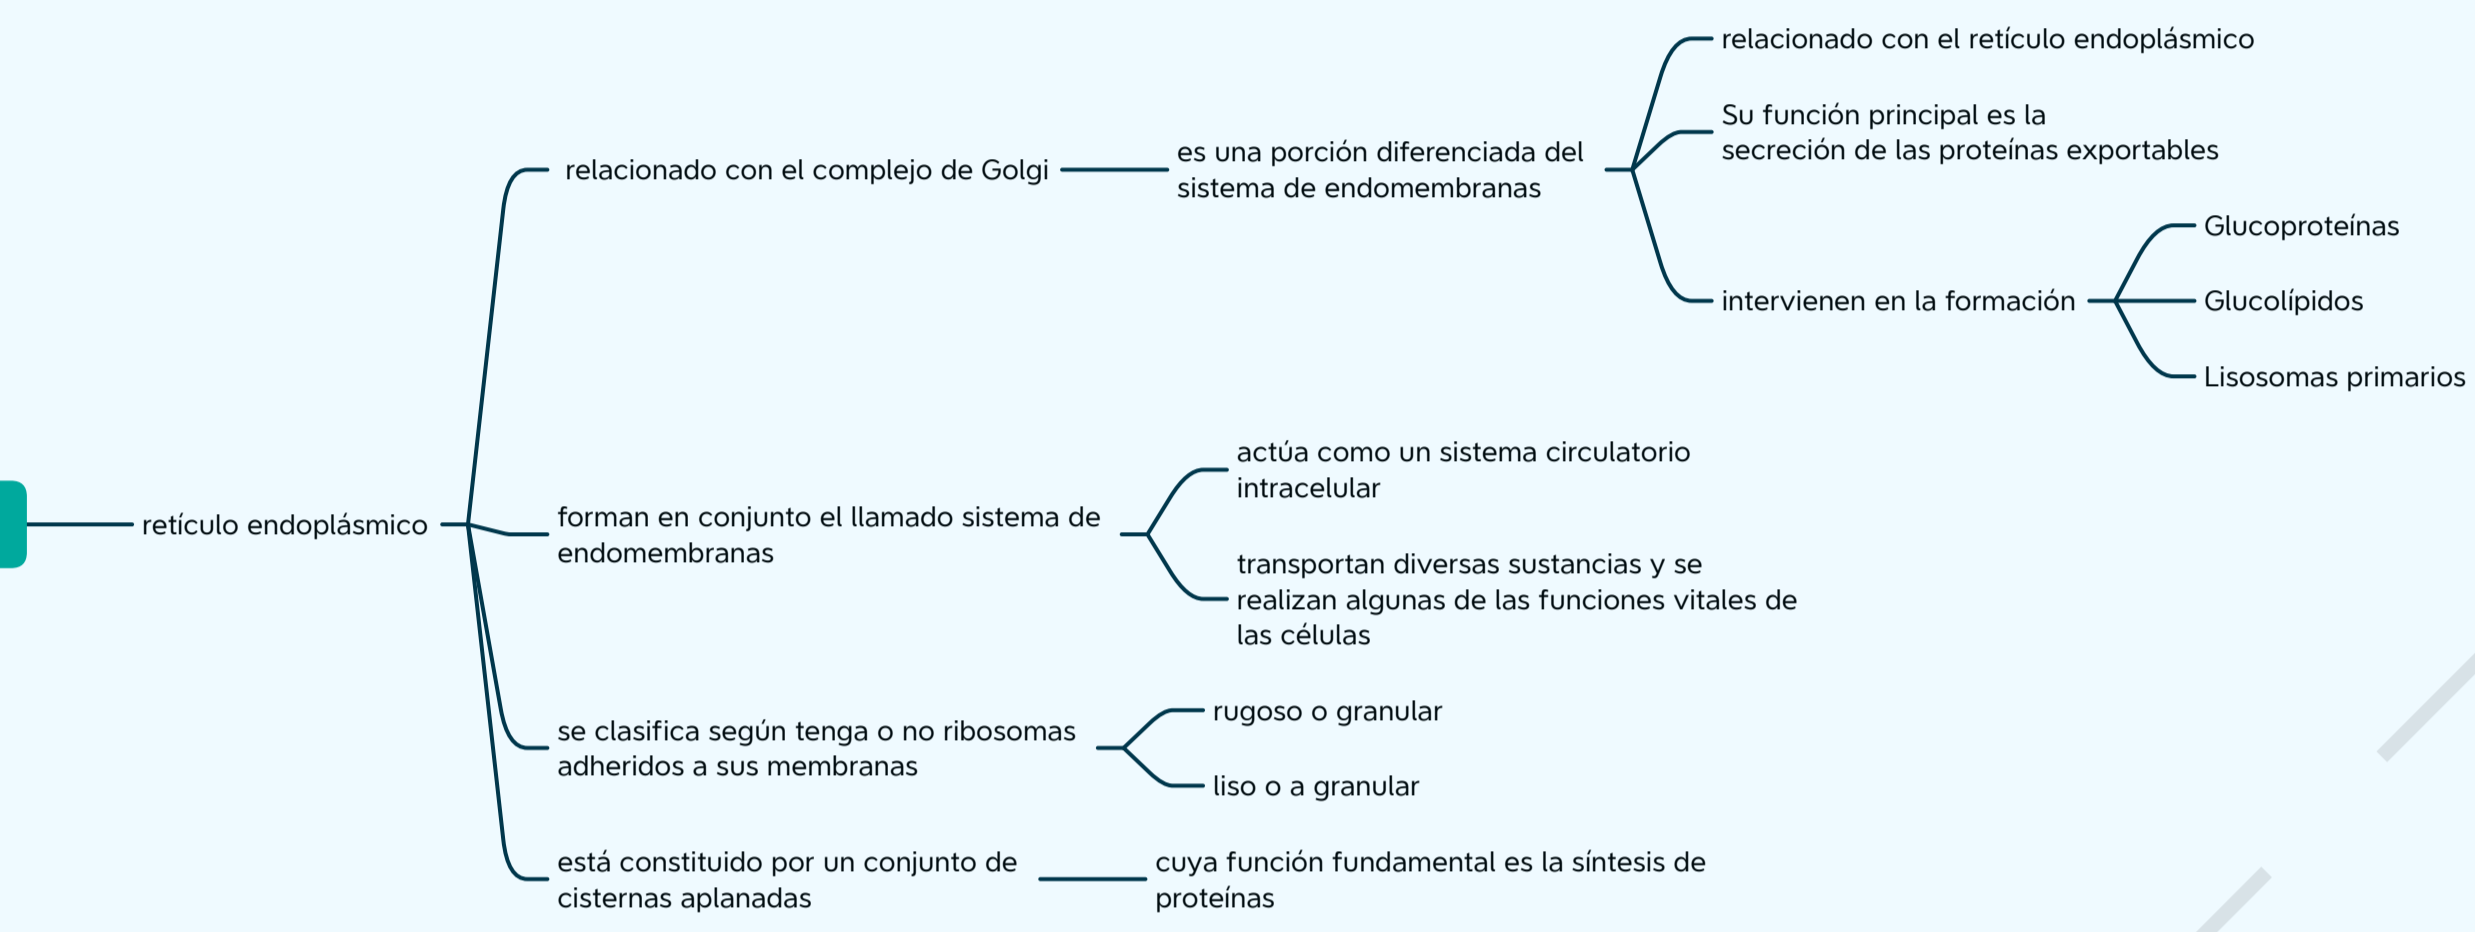 relacionado con el retículo endoplásmico
Su función principal es la
secreción de las proteínas exportables
es una porción diferenciada del
sistema de endomembranas
relacionado con el complejo de Golgi
Glucoproteínas
intervienen en la formación
Glucolípidos
Lisosomas primarios
actúa como un sistema circulatorio
intracelular
retículo endoplásmico
forman en conjunto el llamado sistema de
endomembranas
transportan diversas sustancias y se
realizan algunas de las funciones vitales de
las células
se clasifica según tenga o no ribosomas
adheridos a sus membranas
rugoso o granular
liso o a granular
está constituido por un conjunto de
cisternas aplanadas
cuya función fundamental es la síntesis de
proteínas